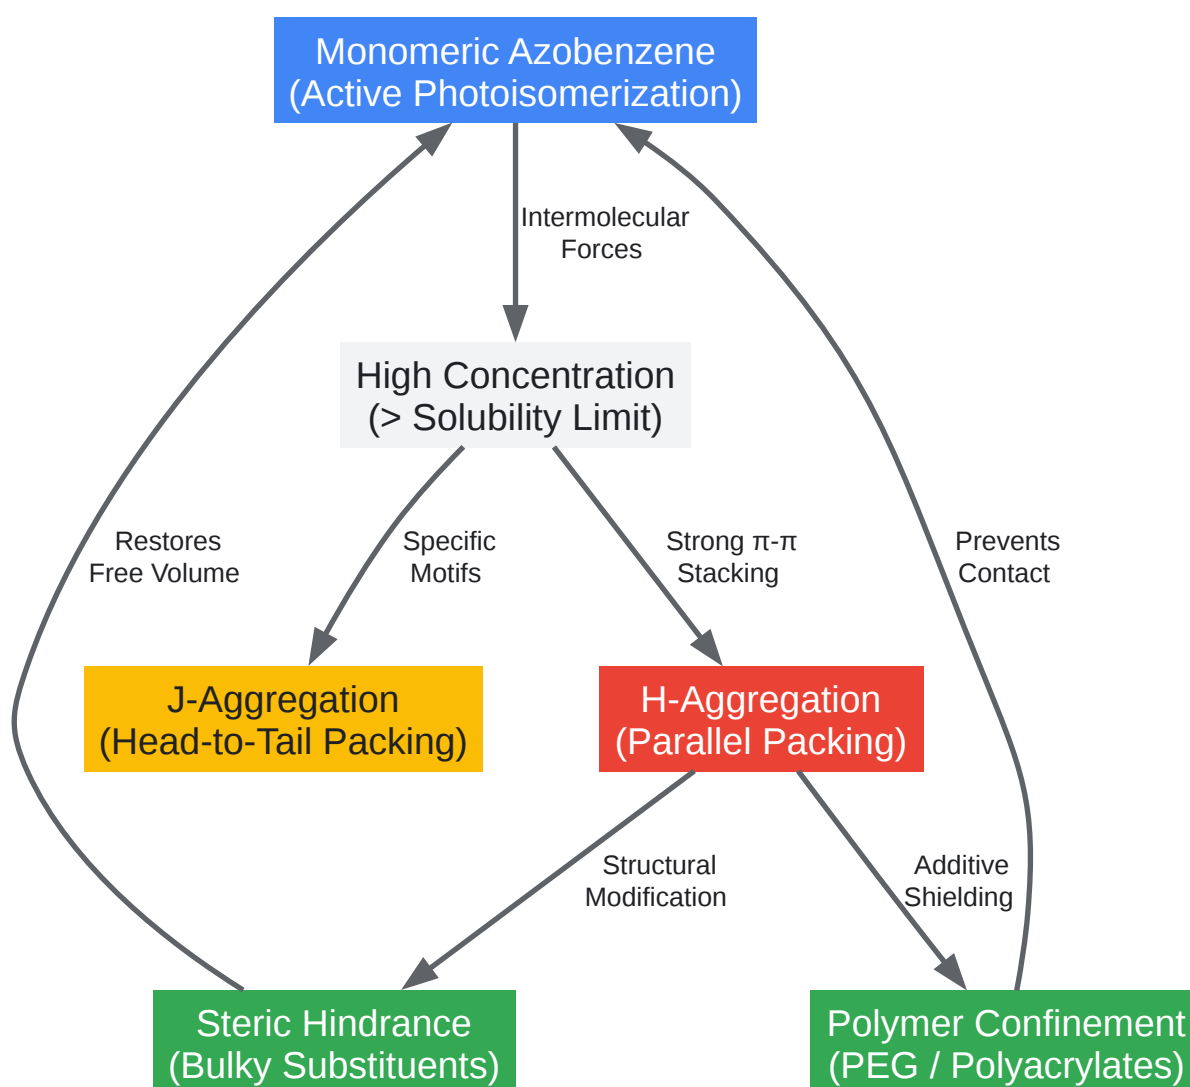 Monomeric Azobenzene
(Active Photoisomerization)
Intermolecular
Forces
High Concentration
(> Solubility Limit)
Restores
Free Volume
Specific
Motifs
Strong π-π
Stacking
Prevents
Contact
J-Aggregation
(Head-to-Tail Packing)
H-Aggregation
(Parallel Packing)
Structural
Modification
Additive
Shielding
Steric Hindrance
(Bulky Substituents)
Polymer Confinement
(PEG / Polyacrylates)